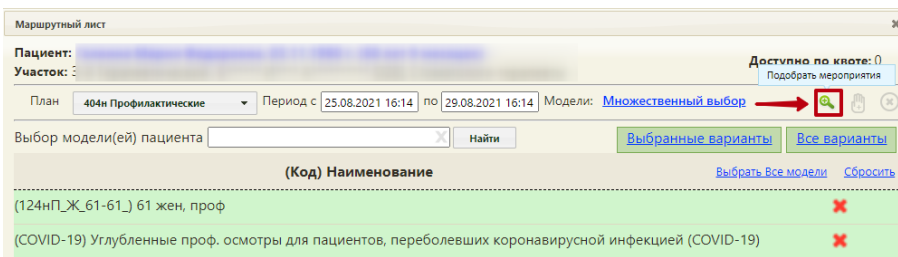 Маршрутный лист
Пациент:
Участок:
Доступно по квоте: 0
Подобрать мероприятия
План 404н Профилактические Период с 25.08.2021 16:14 по 29.08.2021 16:14 Модели: Множественный выбор
Выбор модели(ей) пациента X Найти Выбранные варианты Все варианты
(Код) Наименование Выбрать Все модели Сбросить
(124нП_Ж_61-61_) 61 жен, проф
(COVID-19) Углубленные проф. осмотры для пациентов, переболевших коронавирусной инфекцией (COVID-19)